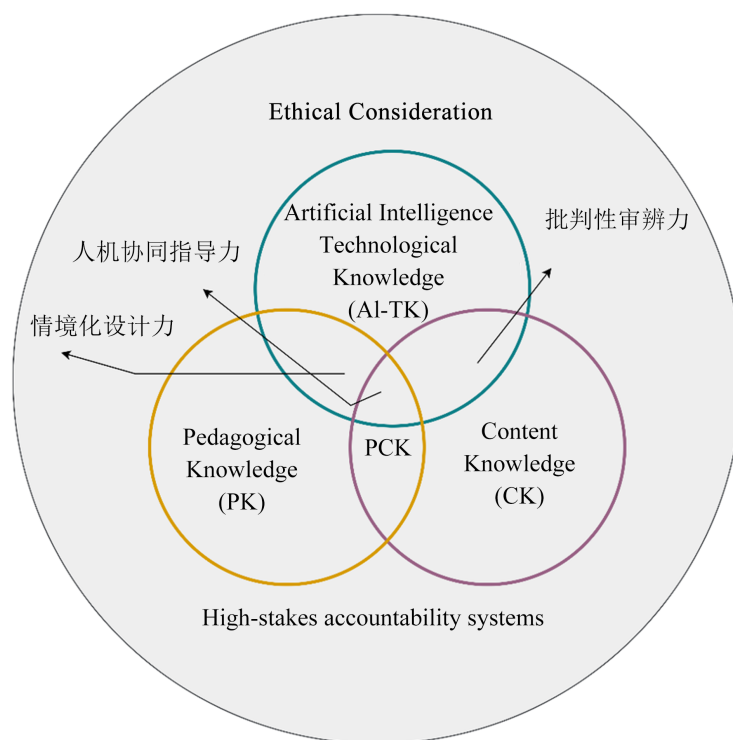 Ethical Consideration
Artificial Intelligence
Technological
Knowledge
(Al-TK)
批判性审辨力
人机协同指导力
情境化设计力
Pedagogical
Knowledge
(PK)
PCK
Content
Knowledge
(CK)
High-stakes accountability systems